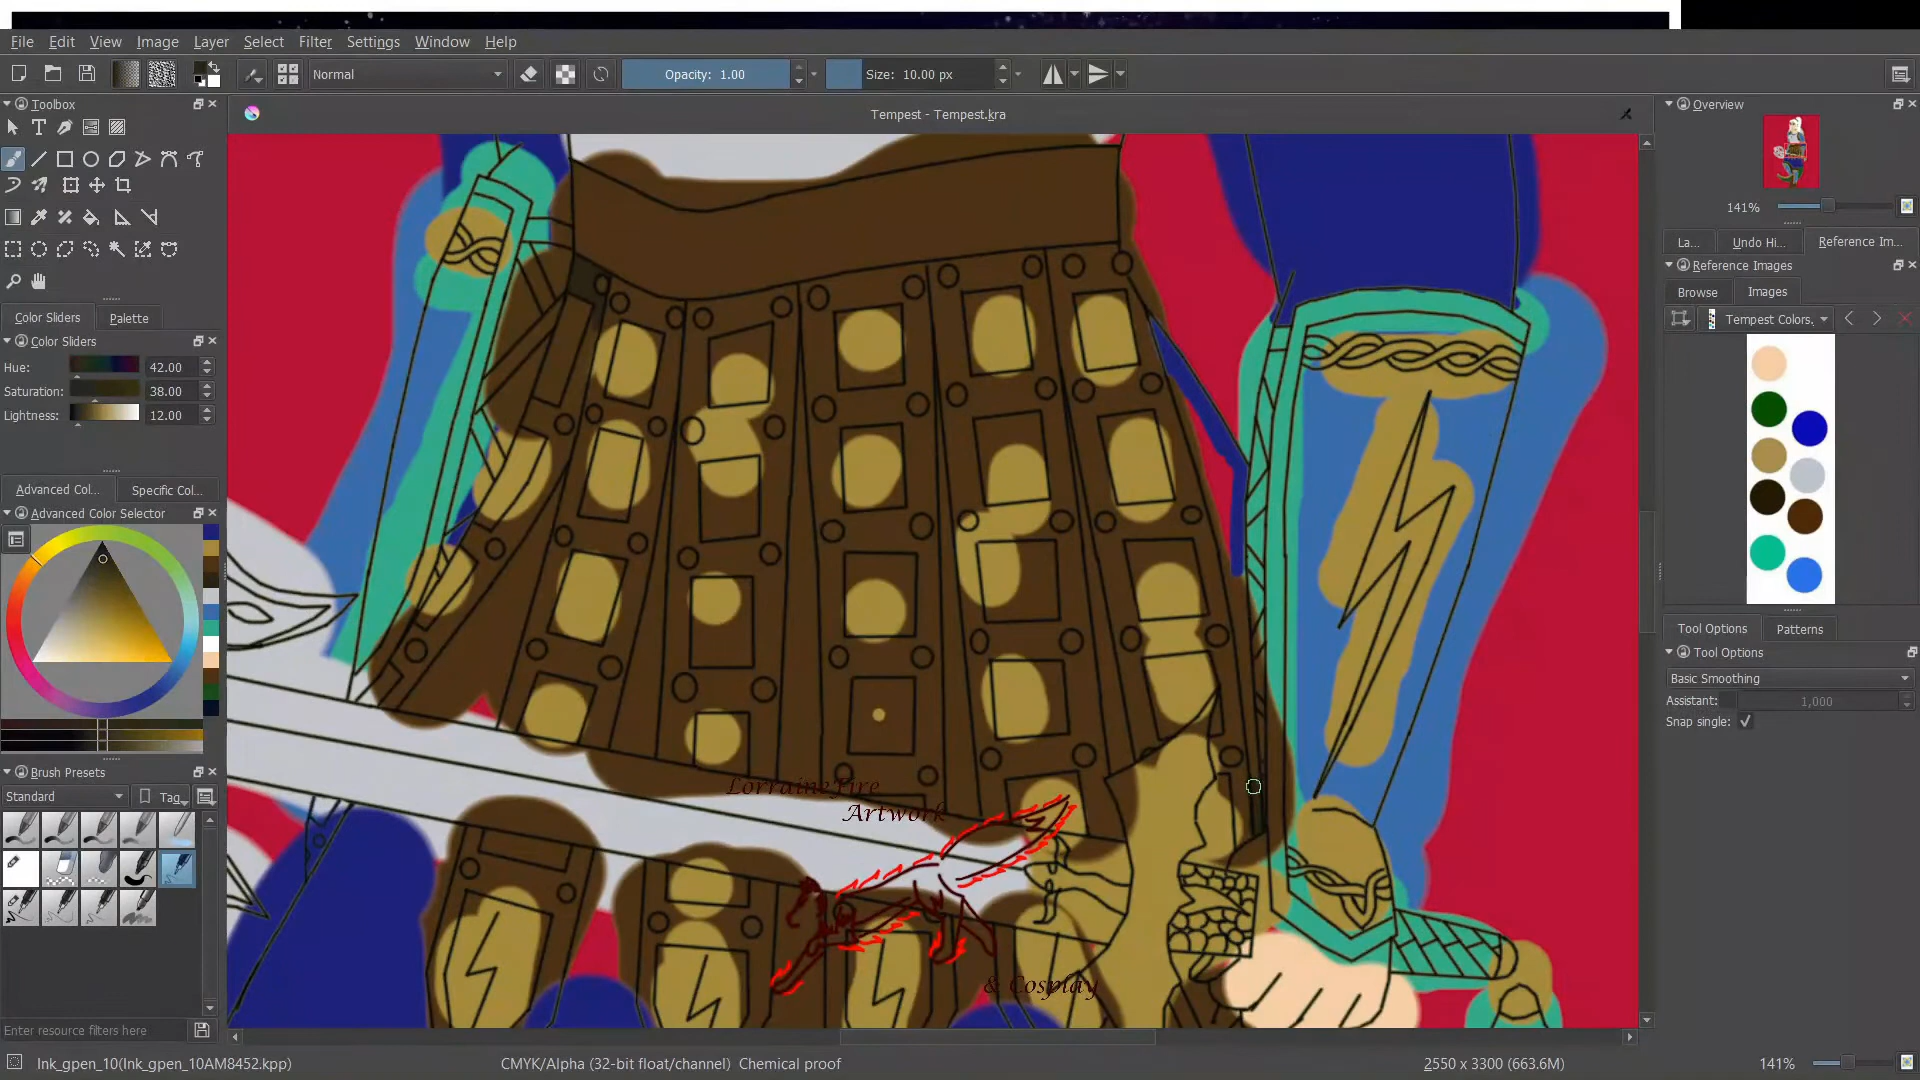 File Edit View Image Layer Select Filter Settings Window Help
Normal Opacity: 1.00 Size: 10.00 px
Toolbox
Tempest - Tempest.kra
Overview
141%
La... Undo Hi... Reference Im...
Reference Images
Browse Images
Tempest Colors.
Color Sliders Palette
Color Sliders
Hue: 42.00
Saturation: 38.00
Lightness: 12.00
Advanced Col... Specific Col...
Advanced Color Selector
Tool Options Patterns
Tool Options
Basic Smoothing
Assistant: 1,000
Snap single:
Brush Presets
Standard Tag
LorraineFire
Artwork
& Cosplay
Enter resource filters here
Ink_gpen_10(Ink_gpen_10AM8452.kpp) CMYK/Alpha (32-bit float/channel) Chemical proof 2550 x 3300 (663.6M) 141%